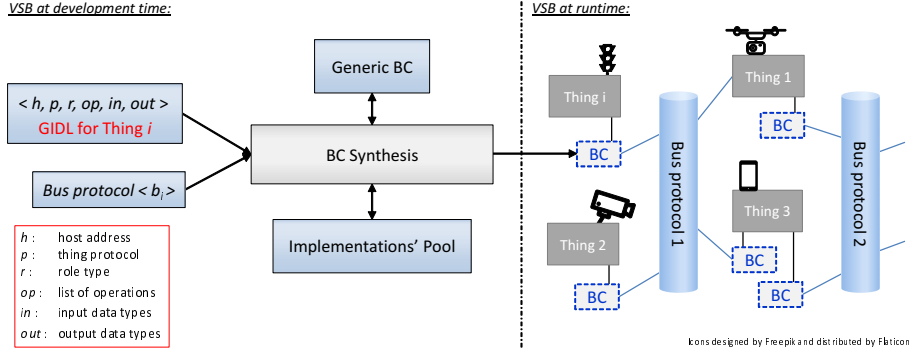 VSB at development time:
Generic BC
< h, p, r, op, in, out >
GIDL for Thing i
BC Synthesis
Bus protocol < bi >
Implementations' Pool
h : host address
p : thing protocol
r : role type
op : list of operations
in : input data types
out : output data types
VSB at runtime:
Thing i
BC
Thing 1
BC
Bus protocol 1
Bus protocol 2
Thing 2
BC
Thing 3
BC
BC
Icons designed by Freepik and distributed by Flaticon